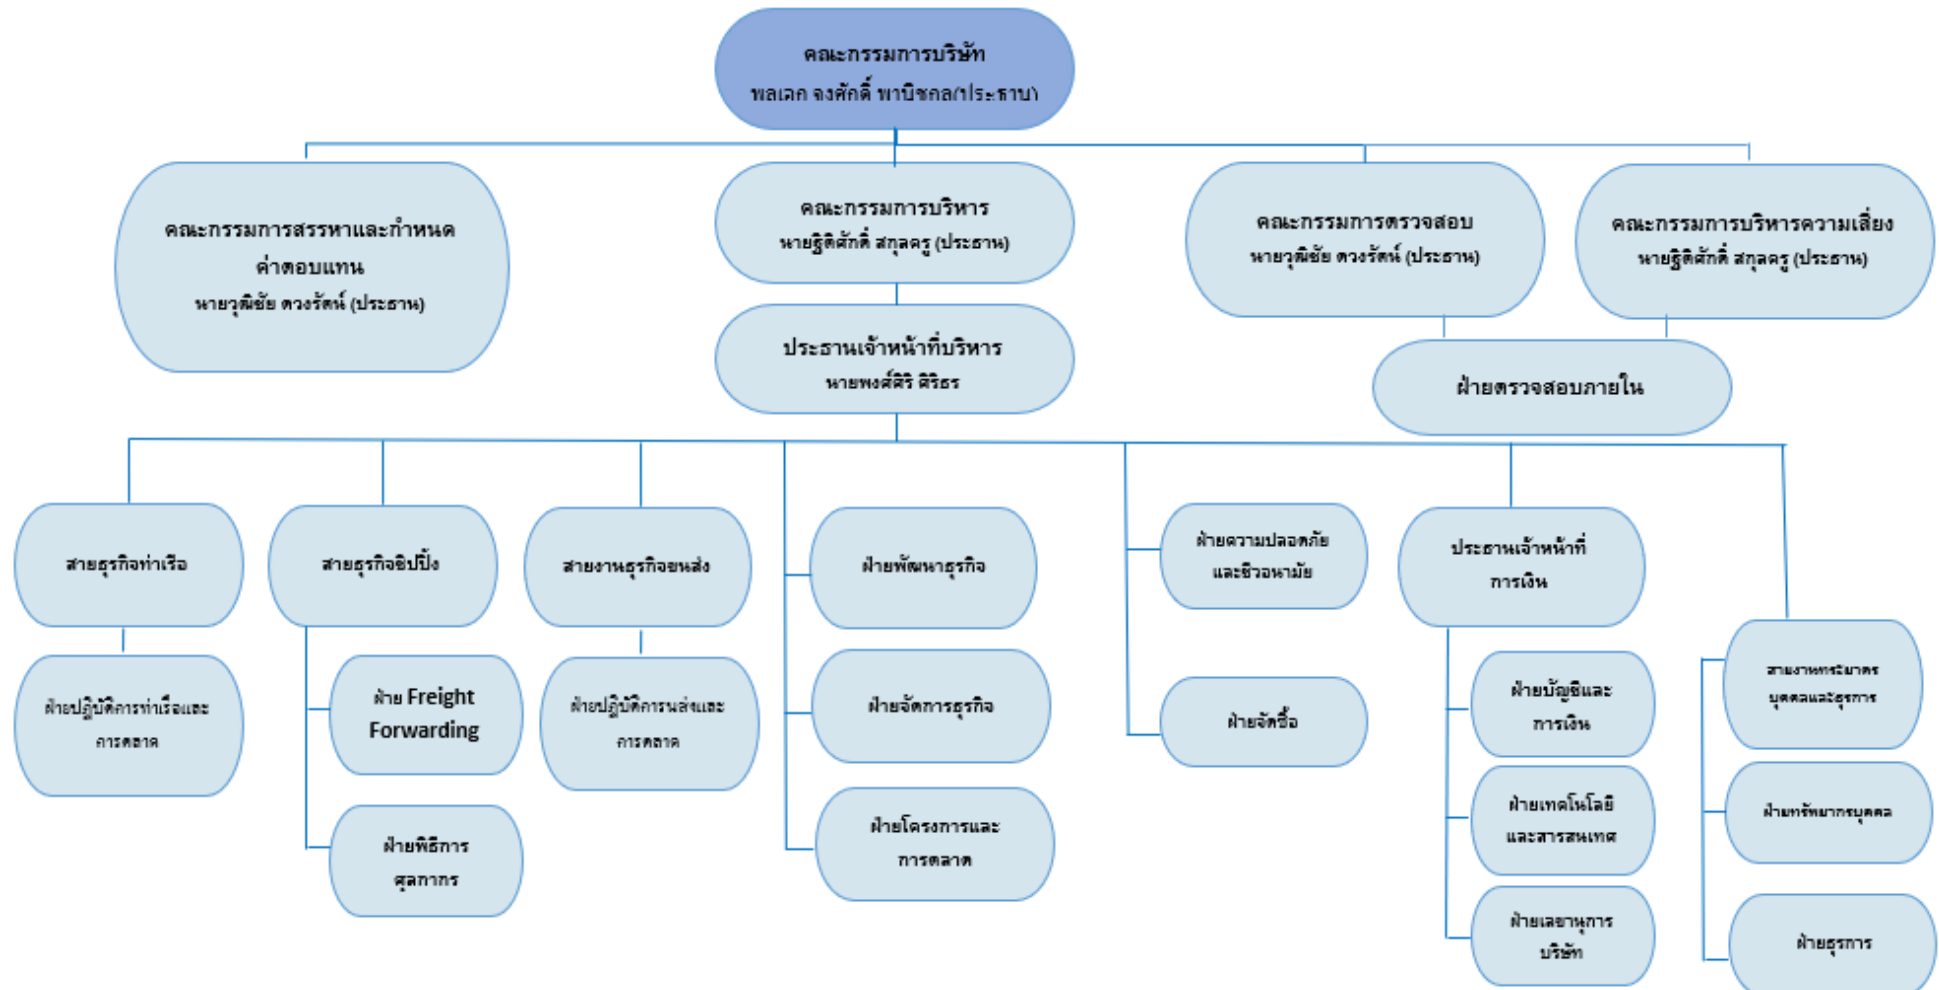 คณะกรรมการบริษัท
พลเอก จงศักดิ์ พานิชกุล(ประธาน)
คณะกรรมการสรรหาและกำหนด
ค่าตอบแทน
นายวุฒิชัย ดวงรัตน์ (ประธาน)
คณะกรรมการบริหาร
นายฐิติศักดิ์ สกุลครู (ประธาน)
คณะกรรมการตรวจสอบ
นายวุฒิชัย ดวงรัตน์ (ประธาน)
คณะกรรมการบริหารความเสี่ยง
นายฐิติศักดิ์ สกุลครู (ประธาน)
ประธานเจ้าหน้าที่บริหาร
นายพงศ์ศิริ ศิริธร
ฝ่ายตรวจสอบภายใน
สายธุรกิจท่าเรือ
สายธุรกิจชิปปิ้ง
สายงานธุรกิจขนส่ง
ฝ่ายพัฒนาธุรกิจ
ฝ่ายความปลอดภัย
และชีวอนามัย
ประธานเจ้าหน้าที่
การเงิน
สายงานทรัพยากร
บุคคลและธุรการ
ฝ่ายปฏิบัติการท่าเรือและ
การตลาด
ฝ่าย Freight
Forwarding
ฝ่ายปฏิบัติการนส่งและ
การตลาด
ฝ่ายจัดการธุรกิจ
ฝ่ายจัดซื้อ
ฝ่ายบัญชีและ
การเงิน
ฝ่ายพิธีการ
ศุลกากร
ฝ่ายโครงการและ
การตลาด
ฝ่ายเทคโนโลยี
และสารสนเทศ
ฝ่ายทรัพยากรบุคคล
ฝ่ายเลขานุการ
บริษัท
ฝ่ายธุรการ